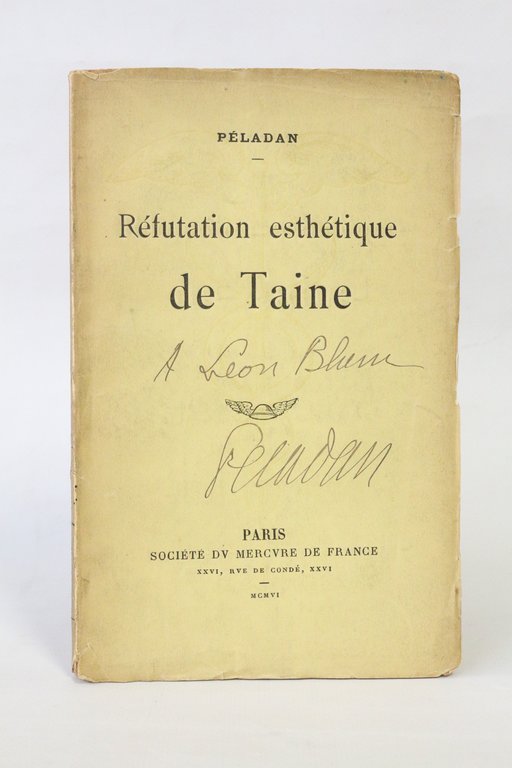 PÉLADAN
Réfutation esthétique
de Taine
A Léon Blum
Peladan
PARIS
SOCIÉTÉ DV MERCVRE DE FRANCE
XXVI, RVE DE CONDÉ, XXVI
MCMVI